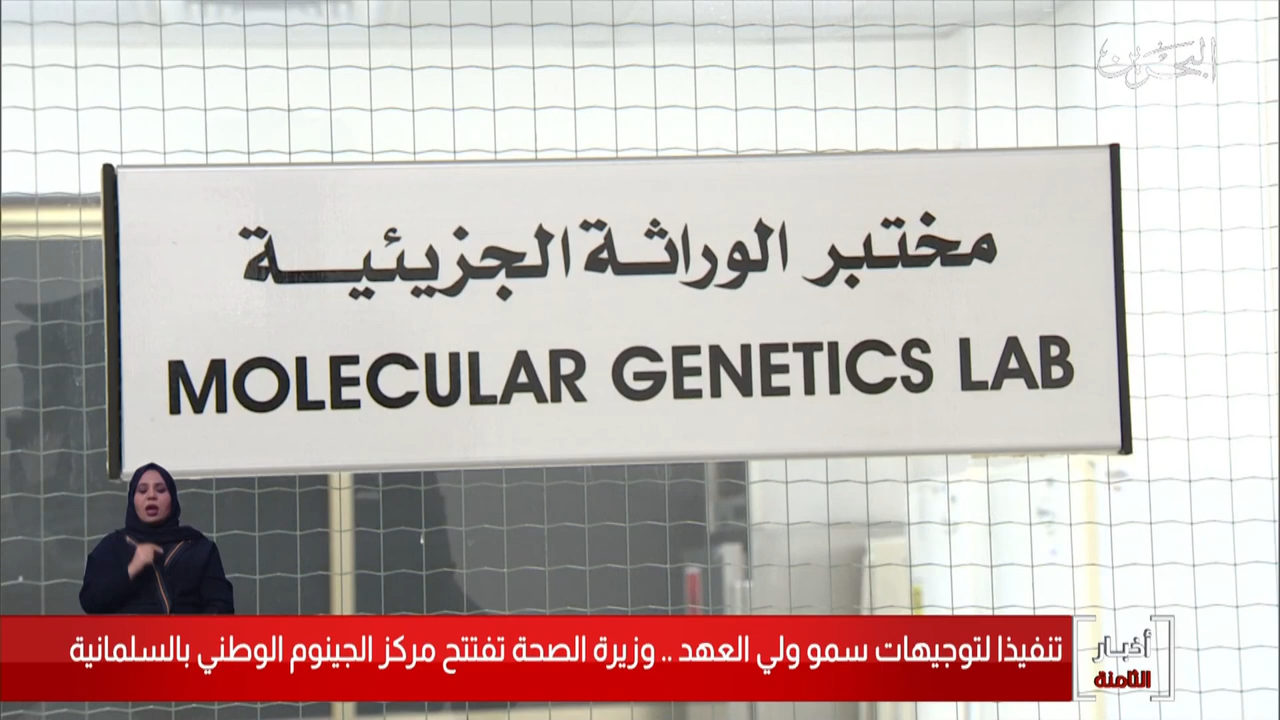 البحرين
مختبر الوراثة الجزيئية
MOLECULAR GENETICS LAB
أخبار
الثامنة
تنفيذا لتوجيهات سمو ولي العهد .. وزيرة الصحة تفتتح مركز الجينوم الوطني بالسلمانية